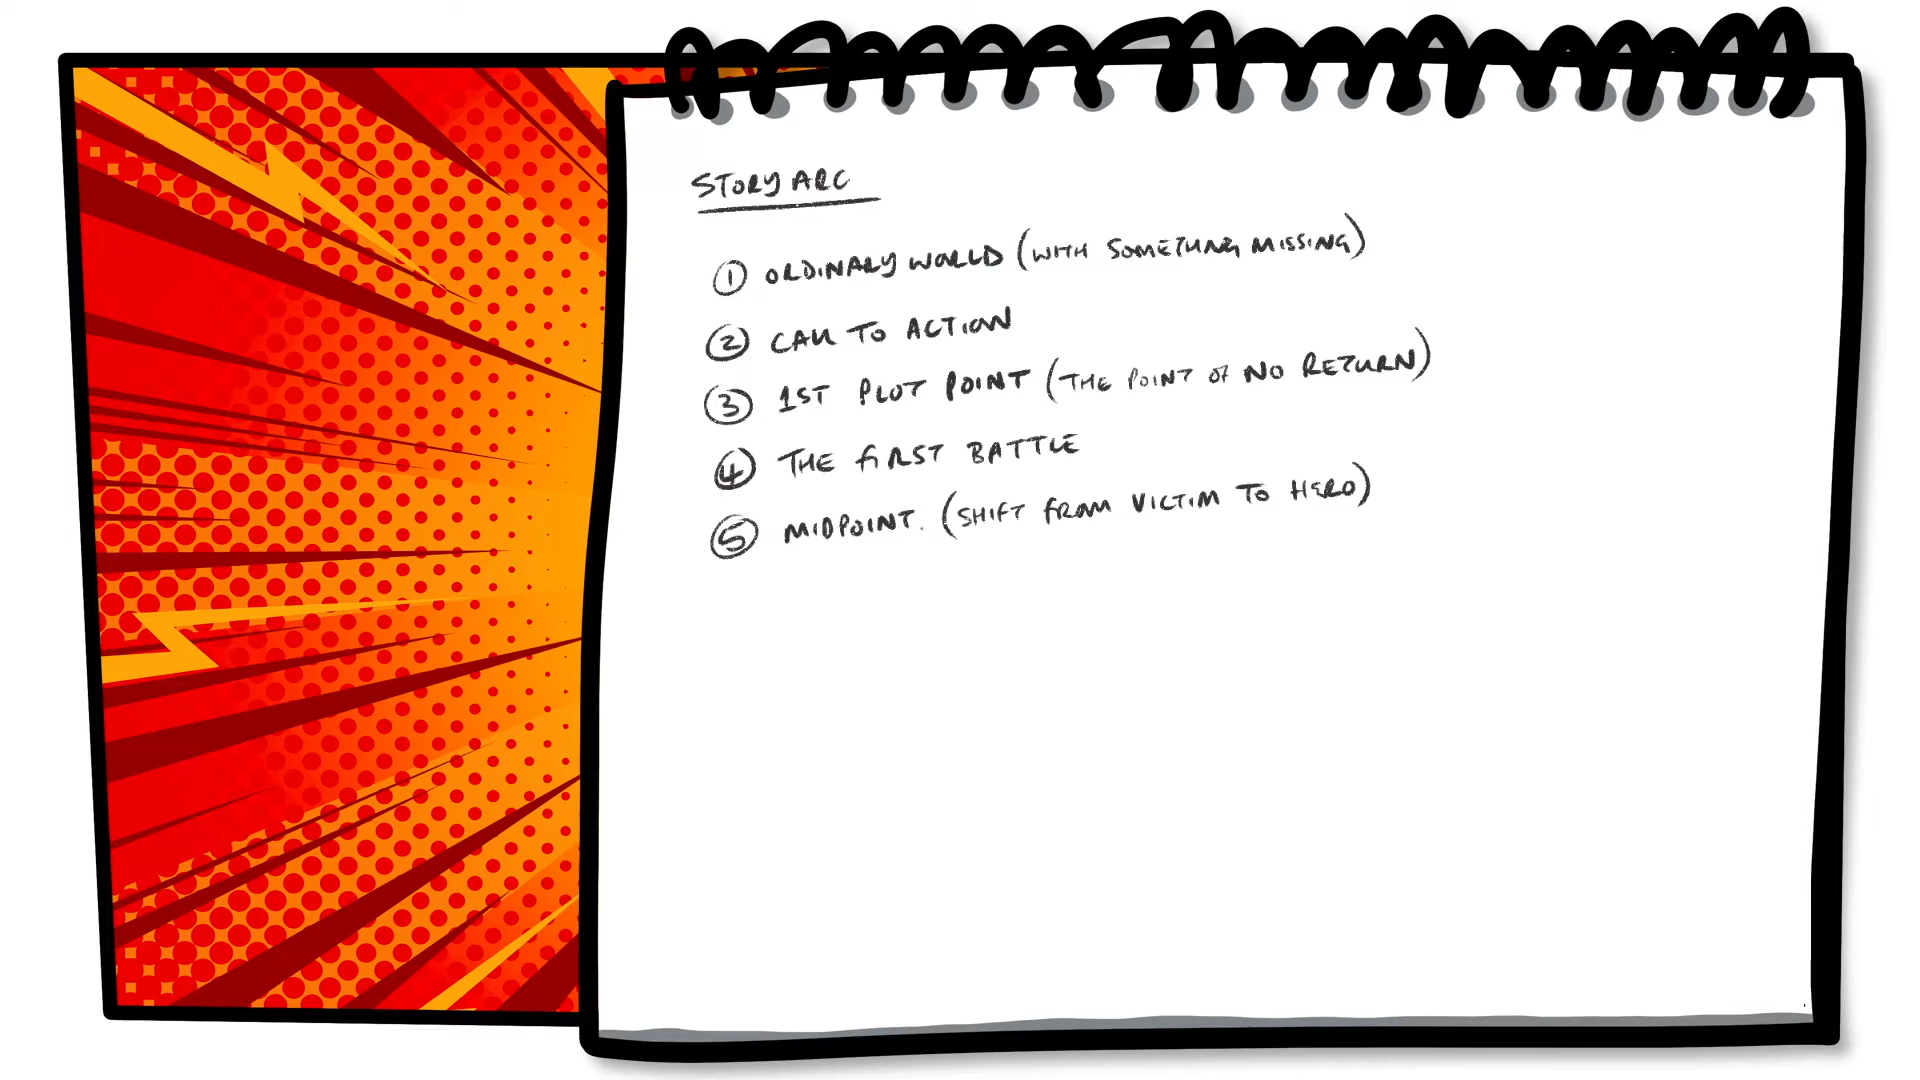 STORY ARC
① ORDINARY WORLD (WITH SOMETHING MISSING)
② CALL TO ACTION
③ 1ST PLOT POINT (THE POINT OF NO RETURN)
④ THE FIRST BATTLE
⑤ MIDPOINT. (SHIFT FROM VICTIM TO HERO)